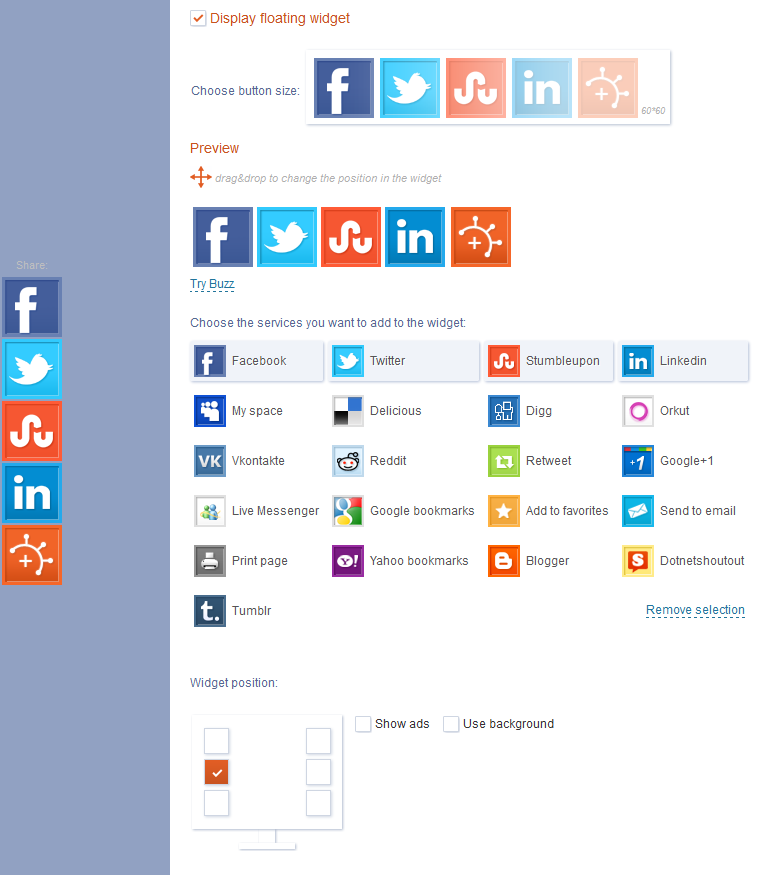 Display floating widget
Choose button size:
60*60
Preview
drag&drop to change the position in the widget
Share:
Try Buzz
Choose the services you want to add to the widget:
Facebook Twitter Stumbleupon Linkedin
My space Delicious Digg Orkut
Vkontakte Reddit Retweet Google+1
Live Messenger Google bookmarks Add to favorites Send to email
Print page Yahoo bookmarks Blogger Dotnetshoutout
Tumblr Remove selection
Widget position:
Show ads Use background